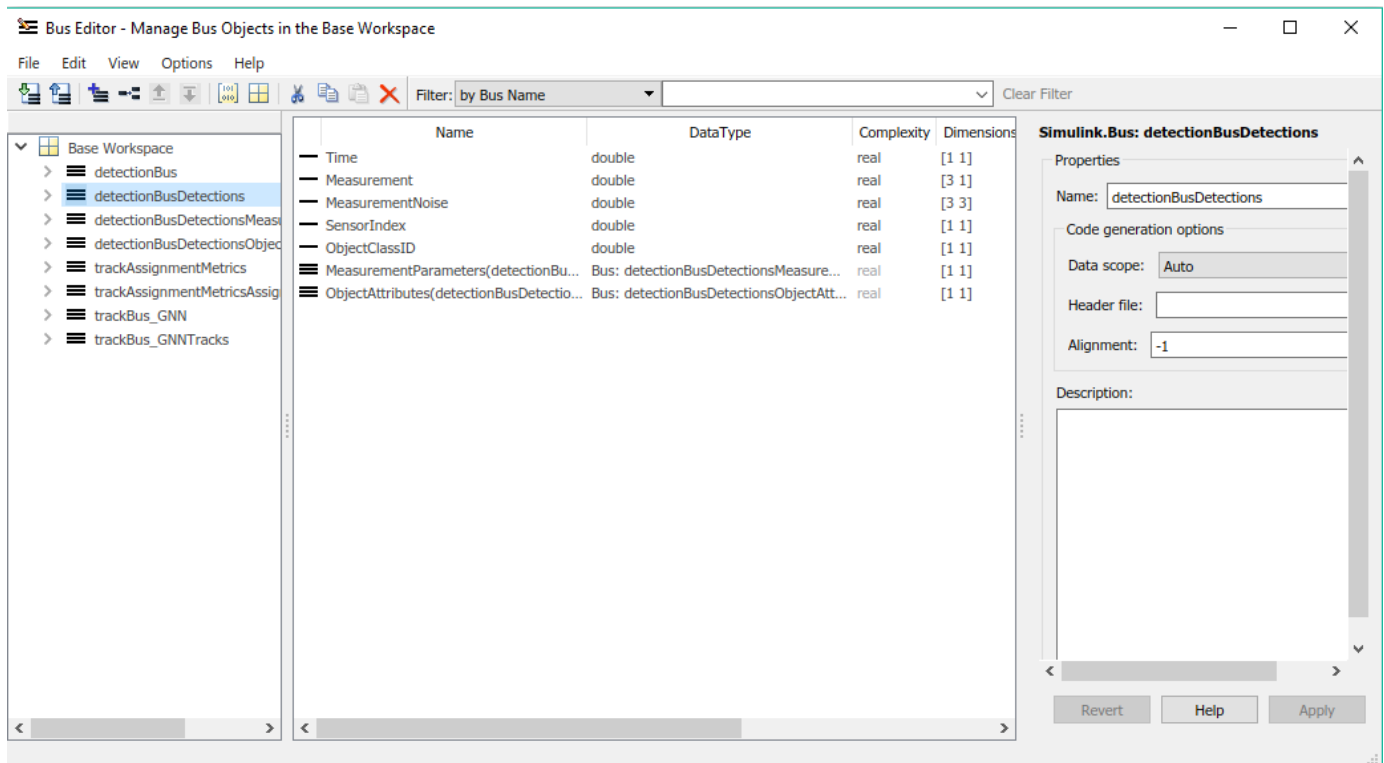 Bus Editor - Manage Bus Objects in the Base Workspace
File Edit View Options Help
Filter: by Bus Name Clear Filter
Base Workspace
detectionBus
detectionBusDetections
detectionBusDetectionsMeasu
detectionBusDetectionsObjec
trackAssignmentMetrics
trackAssignmentMetricsAssig
trackBus_GNN
trackBus_GNNTracks
Name DataType Complexity Dimensions
Time double real [1 1]
Measurement double real [3 1]
MeasurementNoise double real [3 3]
SensorIndex double real [1 1]
ObjectClassID double real [1 1]
MeasurementParameters(detectionBu... Bus: detectionBusDetectionsMeasure... real [1 1]
ObjectAttributes(detectionBusDetectio... Bus: detectionBusDetectionsObjectAtt... real [1 1]
Simulink.Bus: detectionBusDetections
Properties
Name: detectionBusDetections
Code generation options
Data scope: Auto
Header file:
Alignment: -1
Description:
Revert Help Apply